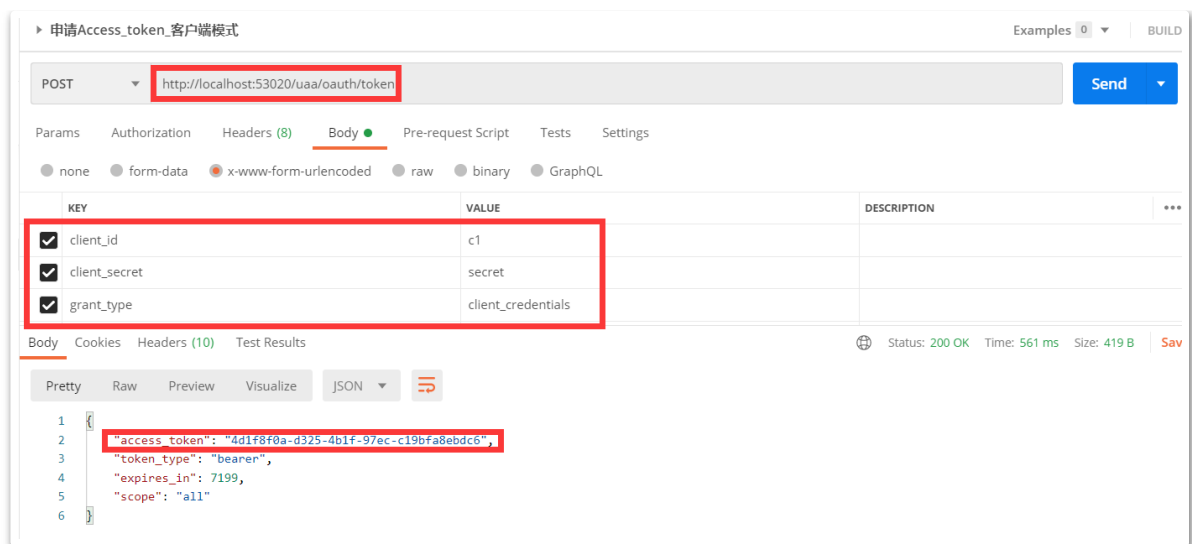 申请Access_token_客户端模式 Examples 0 BUILD
POST http://localhost:53020/uaa/oauth/token Send
Params Authorization Headers (8) Body Pre-request Script Tests Settings
none form-data x-www-form-urlencoded raw binary GraphQL
KEY VALUE DESCRIPTION
client_id c1
client_secret secret
grant_type client_credentials
Body Cookies Headers (10) Test Results Status: 200 OK Time: 561 ms Size: 419 B Sav
Pretty Raw Preview Visualize JSON
1 {
2 "access_token": "4d1f8f0a-d325-4b1f-97ec-c19bfa8ebdc6",
3 "token_type": "bearer",
4 "expires_in": 7199,
5 "scope": "all"
6 }